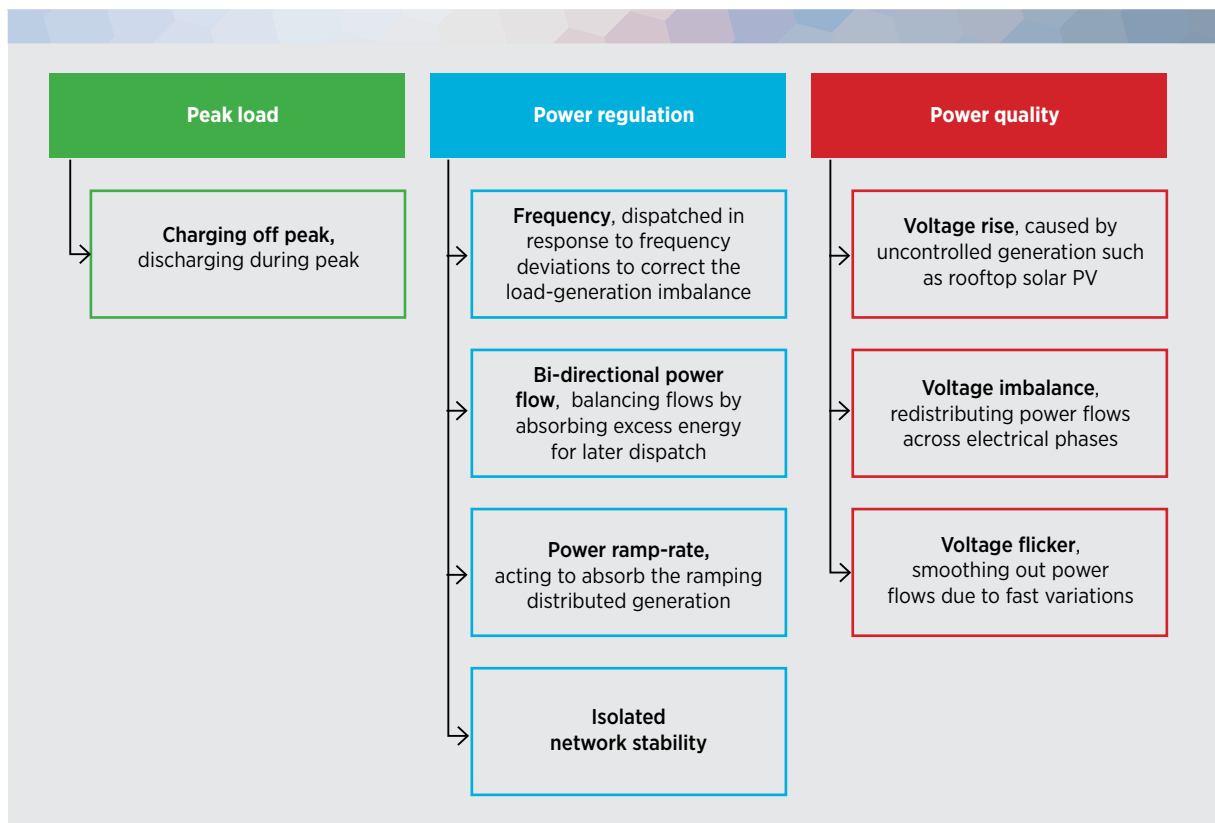 Peak load
Charging off peak,
discharging during peak
Power regulation
Frequency, dispatched in
response to frequency
deviations to correct the
load-generation imbalance
Bi-directional power
flow, balancing flows by
absorbing excess energy
for later dispatch
Power ramp-rate,
acting to absorb the ramping
distributed generation
Isolated
network stability
Power quality
Voltage rise, caused by
uncontrolled generation such
as rooftop solar PV
Voltage imbalance,
redistributing power flows
across electrical phases
Voltage flicker,
smoothing out power
flows due to fast variations